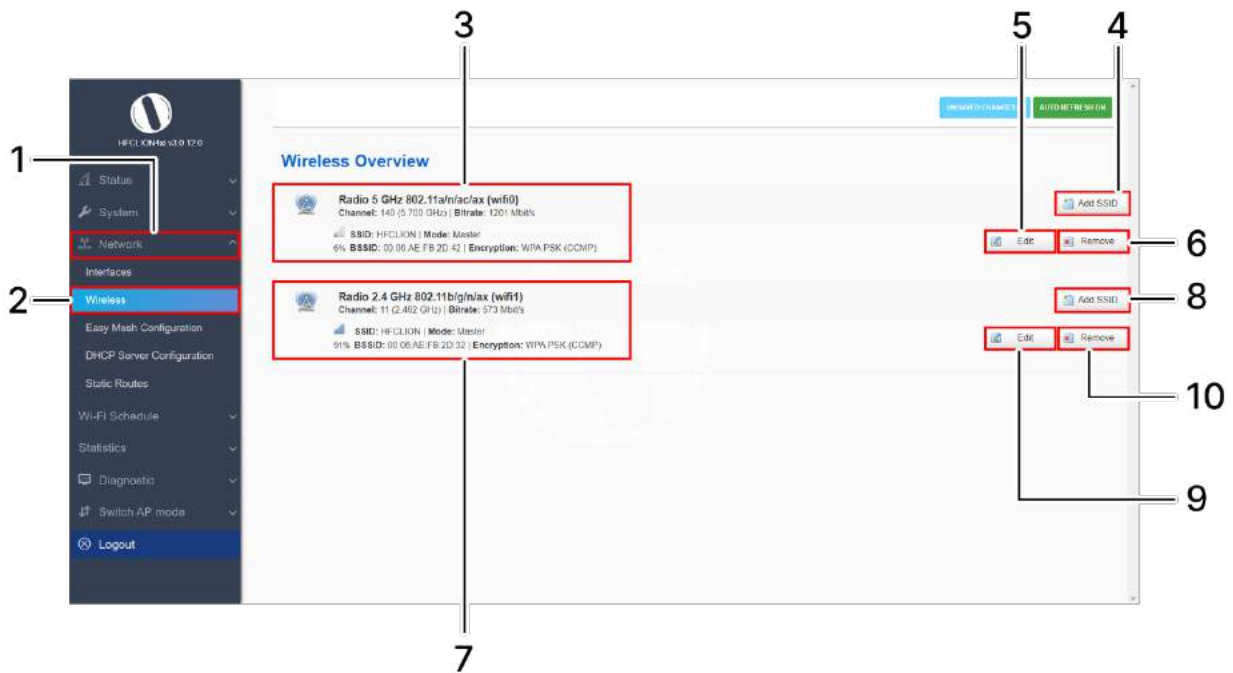 3
5
4
HFCLION4xi v3.0.12.0
UNSAVED CHANGES
AUTO REFRESH ON
1
Wireless Overview
Status
System
Network
Interfaces
2
Wireless
Easy Mesh Configuration
DHCP Server Configuration
Static Routes
Wi-Fi Schedule
Statistics
Diagnostic
Switch AP mode
Logout
Radio 5 GHz 802.11a/n/ac/ax (wifi0)
Channel: 140 (5.700 GHz) | Bitrate: 1201 Mbit/s
SSID: HFCLION | Mode: Master
6% BSSID: 00:06:AE:FB:2D:42 | Encryption: WPA PSK (CCMP)
Add SSID
Edit
Remove
6
Radio 2.4 GHz 802.11b/g/n/ax (wifi1)
Channel: 11 (2.462 GHz) | Bitrate: 573 Mbit/s
SSID: HFCLION | Mode: Master
91% BSSID: 00:06:AE:FB:2D:32 | Encryption: WPA PSK (CCMP)
Add SSID
8
Edit
Remove
10
9
7